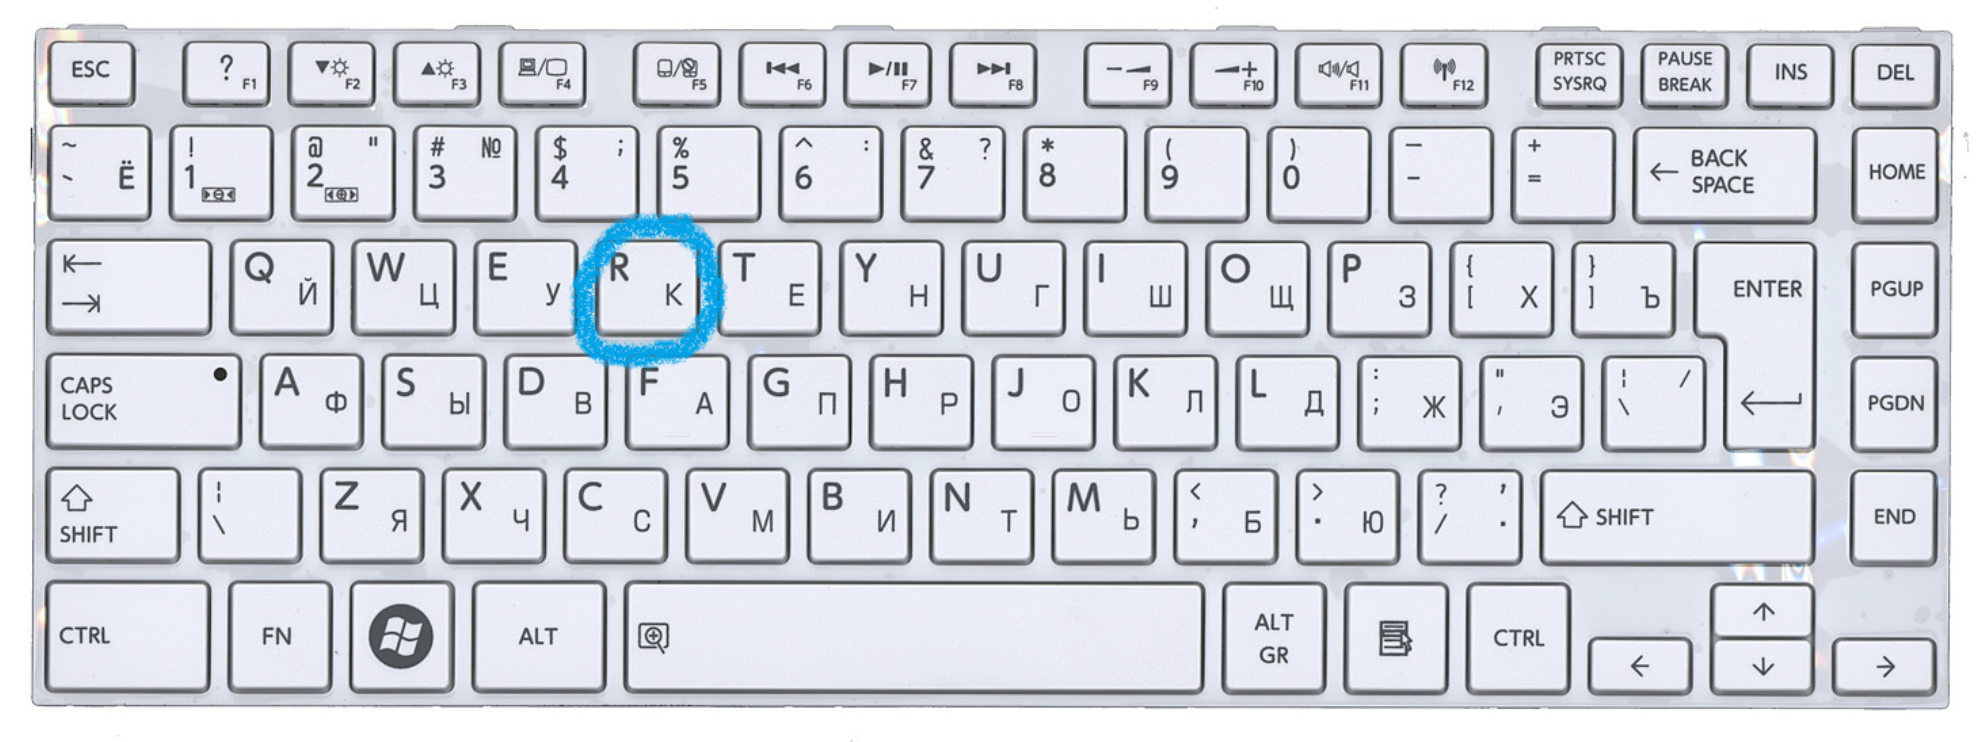 ESC ? F1 F2 F3 F4 F5 F6 F7 F8 F9 F10 F11 F12 PRTSC SYSRQ PAUSE BREAK INS DEL
~ ` Ё ! 1 @ " 2 # № 3 $ ; 4 % 5 ^ : 6 & ? 7 * 8 ( 9 ) 0 — - + = ← BACK SPACE HOME
Q Й W Ц E У R К T Е Y Н U Г I Ш O Щ P З { [ Х } ] Ъ ENTER PGUP
CAPS LOCK A Ф S Ы D В F А G П H Р J О K Л L Д : ; Ж " ' Э ¦ / \ PGDN
SHIFT ¦ \ Z Я X Ч C С V М B И N Т M Ь < , Б > . Ю ? , / . SHIFT END
CTRL FN ALT ALT GR CTRL ← ↑ ↓ →